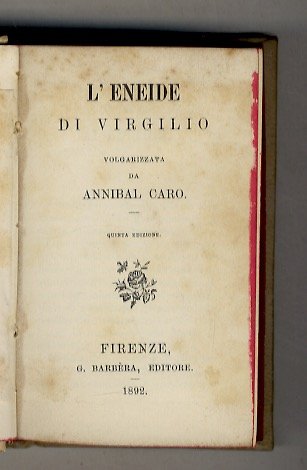 L' ENEIDE
DI VIRGILIO
VOLGARIZZATA
DA
ANNIBAL CARO.
QUINTA EDIZIONE.
FIRENZE,
G. BARBÈRA, EDITORE.
1892.